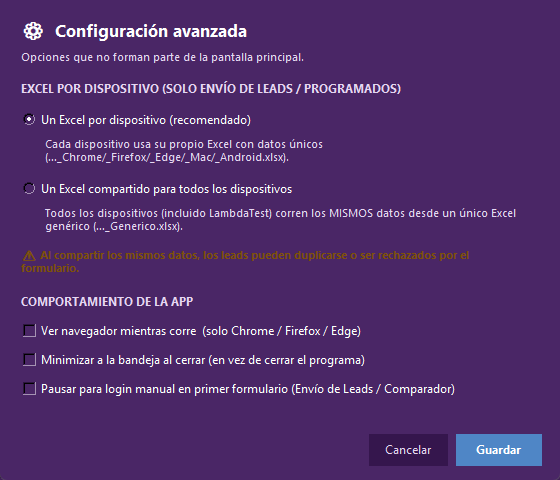 Configuración avanzada
Opciones que no forman parte de la pantalla principal.
EXCEL POR DISPOSITIVO (SOLO ENVÍO DE LEADS / PROGRAMADOS)
Un Excel por dispositivo (recomendado)
Cada dispositivo usa su propio Excel con datos únicos
(..._Chrome/_Firefox/_Edge/_Mac/_Android.xlsx).
Un Excel compartido para todos los dispositivos
Todos los dispositivos (incluido LambdaTest) corren los MISMOS datos desde un único Excel
genérico (..._Generico.xlsx).
⚠ Al compartir los mismos datos, los leads pueden duplicarse o ser rechazados por el
formulario.
COMPORTAMIENTO DE LA APP
Ver navegador mientras corre (solo Chrome / Firefox / Edge)
Minimizar a la bandeja al cerrar (en vez de cerrar el programa)
Pausar para login manual en primer formulario (Envío de Leads / Comparador)
Cancelar
Guardar